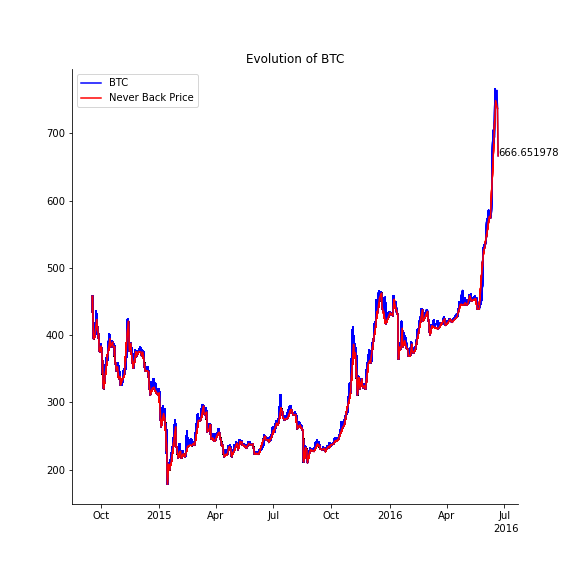 Evolution of BTC
BTC
Never Back Price
700
600
500
400
300
200
666.651978
Oct
2015
Apr
Jul
Oct
2016
Apr
Jul
2016